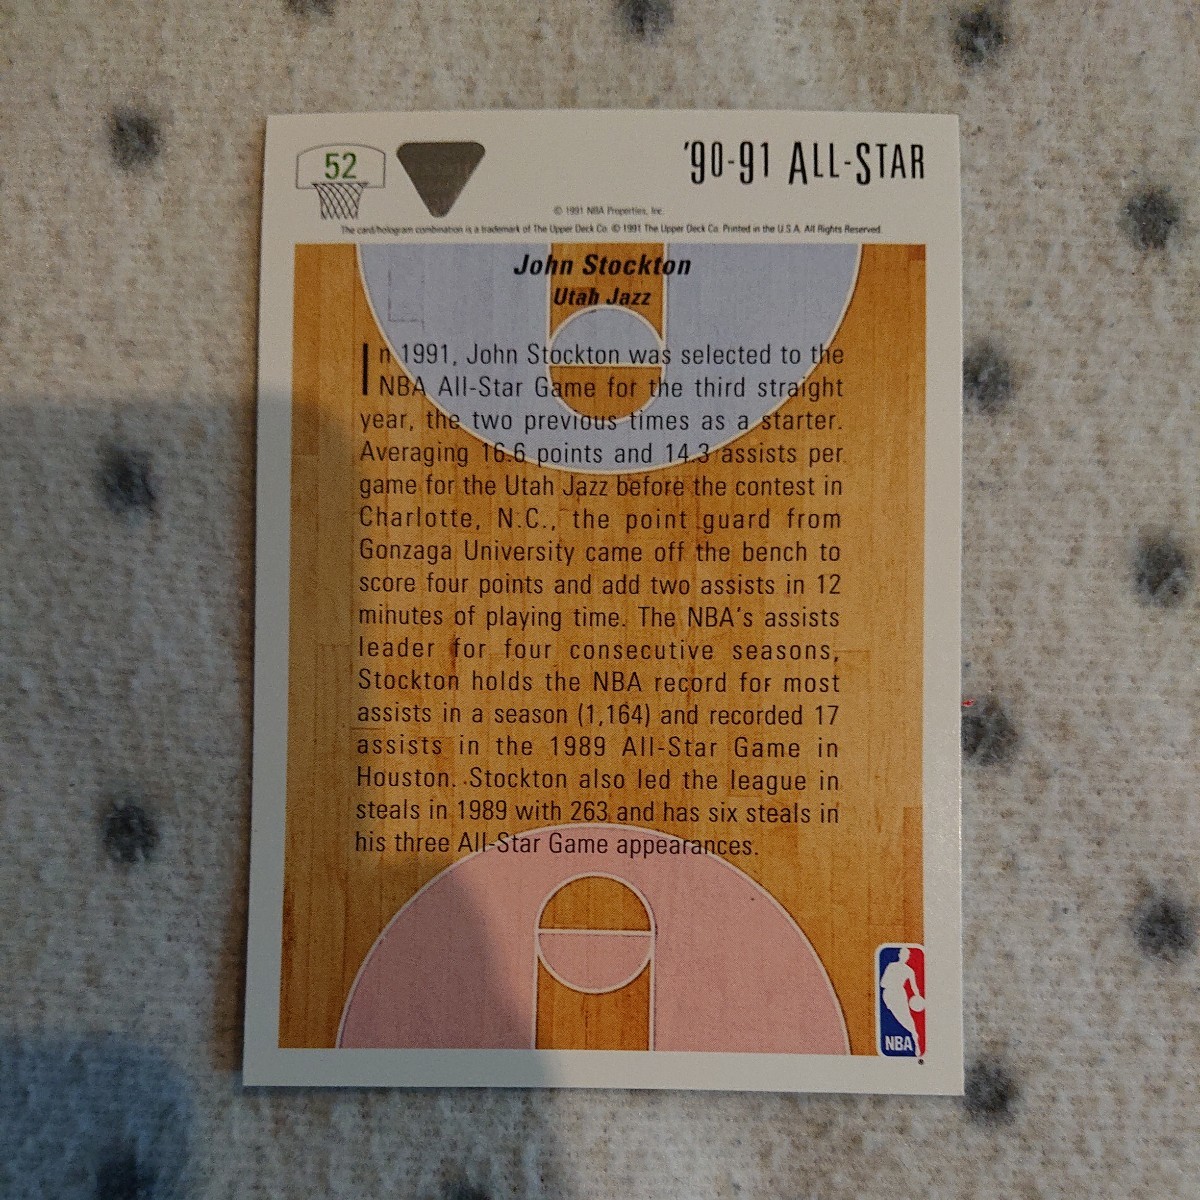 52
'90-91 ALL-STAR
© 1991 NBA Properties, Inc.
The card/hologram combination is a trademark of The Upper Deck Co. © 1991 The Upper Deck Co. Printed in the U.S.A. All Rights Reserved.
John Stockton
Utah Jazz
In 1991, John Stockton was selected to the
NBA All-Star Game for the third straight
year, the two previous times as a starter.
Averaging 16.6 points and 14.3 assists per
game for the Utah Jazz before the contest in
Charlotte, N.C., the point guard from
Gonzaga University came off the bench to
score four points and add two assists in 12
minutes of playing time. The NBA's assists
leader for four consecutive seasons,
Stockton holds the NBA record for most
assists in a season (1,164) and recorded 17
assists in the 1989 All-Star Game in
Houston. Stockton also led the league in
steals in 1989 with 263 and has six steals in
his three All-Star Game appearances.
NBA
®